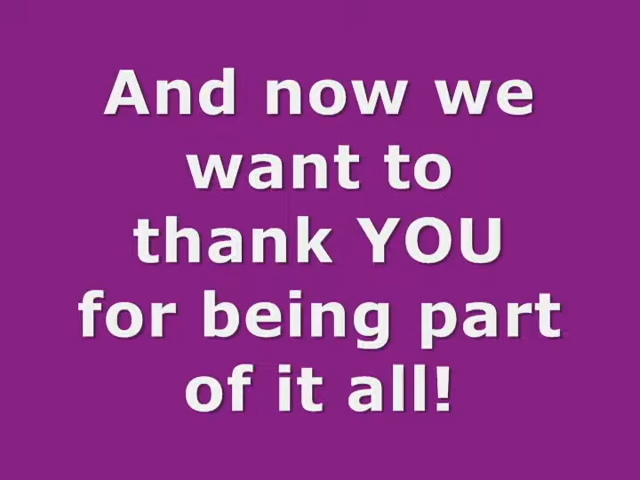 And now we
want to
thank YOU
for being part
of it all!